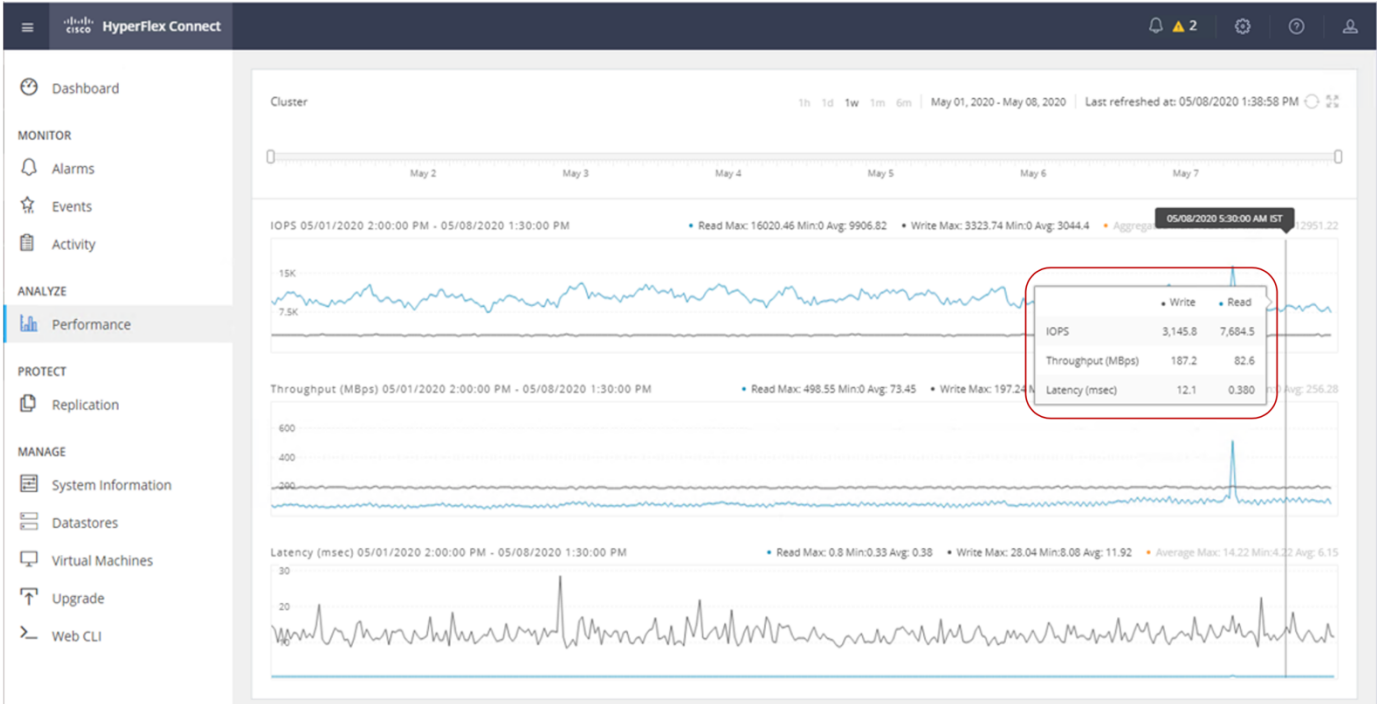 cisco HyperFlex Connect
2
Dashboard
MONITOR
Alarms
Events
Activity
ANALYZE
Performance
PROTECT
Replication
MANAGE
System Information
Datastores
Virtual Machines
Upgrade
Web CLI
Cluster 1h 1d 1w 1m 6m May 01, 2020 - May 08, 2020 Last refreshed at: 05/08/2020 1:38:58 PM
May 2 May 3 May 4 May 5 May 6 May 7
05/08/2020 5:30:00 AM IST
IOPS 05/01/2020 2:00:00 PM - 05/08/2020 1:30:00 PM Read Max: 16020.46 Min:0 Avg: 9906.82 Write Max: 3323.74 Min:0 Avg: 3044.4 12951.22
15K
7.5K
Write Read
IOPS 3,145.8 7,684.5
Throughput (MBps) 187.2 82.6
Latency (msec) 12.1 0.380
Throughput (MBps) 05/01/2020 2:00:00 PM - 05/08/2020 1:30:00 PM Read Max: 498.55 Min:0 Avg: 73.45 Write Max: 197.24 Avg: 256.28
600
400
200
Latency (msec) 05/01/2020 2:00:00 PM - 05/08/2020 1:30:00 PM Read Max: 0.8 Min:0.33 Avg: 0.38 Write Max: 28.04 Min:8.08 Avg: 11.92 Average Max: 14.22 Min:4.22 Avg: 6.15
30
20
10